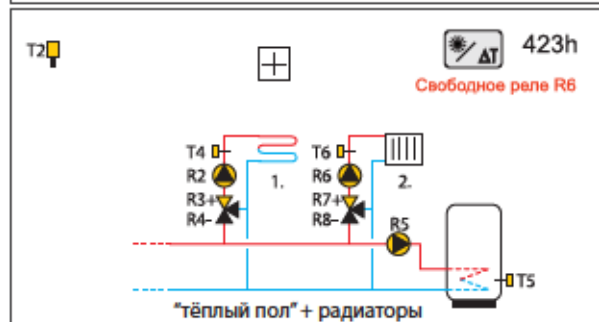 T2
ΔT
423h
Свободное реле R6
T4
R2
R3+
R4-
1.
T6
R6
R7+
R8-
2.
R5
T5
"тёплый пол" + радиаторы